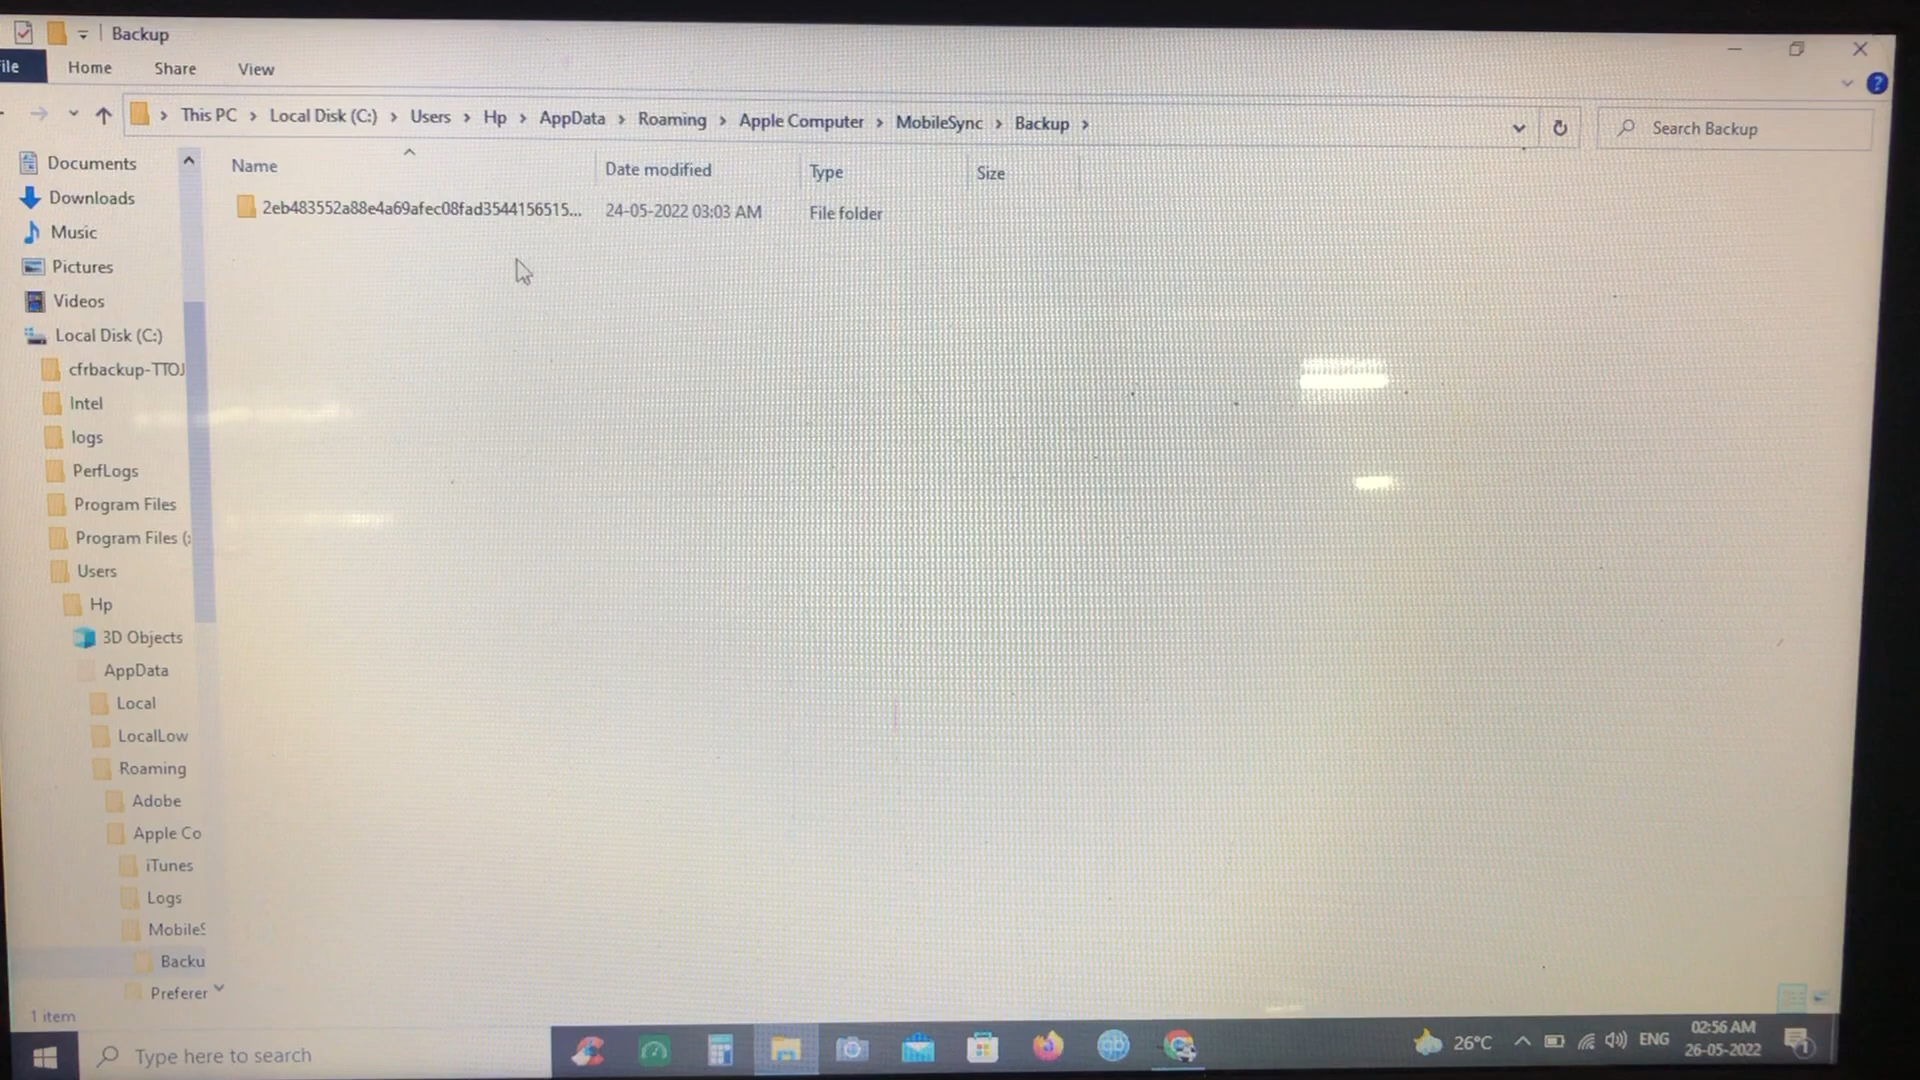 Backup
ile Home Share View
This PC > Local Disk (C:) > Users > Hp > AppData > Roaming > Apple Computer > MobileSync > Backup >
Search Backup
Name Date modified Type Size
2eb483552a88e4a69afec08fad3544156515... 24-05-2022 03:03 AM File folder
Documents
Downloads
Music
Pictures
Videos
Local Disk (C:)
cfrbackup-TTOJ
Intel
logs
PerfLogs
Program Files
Program Files (
Users
Hp
3D Objects
AppData
Local
LocalLow
Roaming
Adobe
Apple Co
iTunes
Logs
MobileS
Backu
Preferer
1 item
Type here to search
26°C ENG 02:56 AM
26-05-2022
1